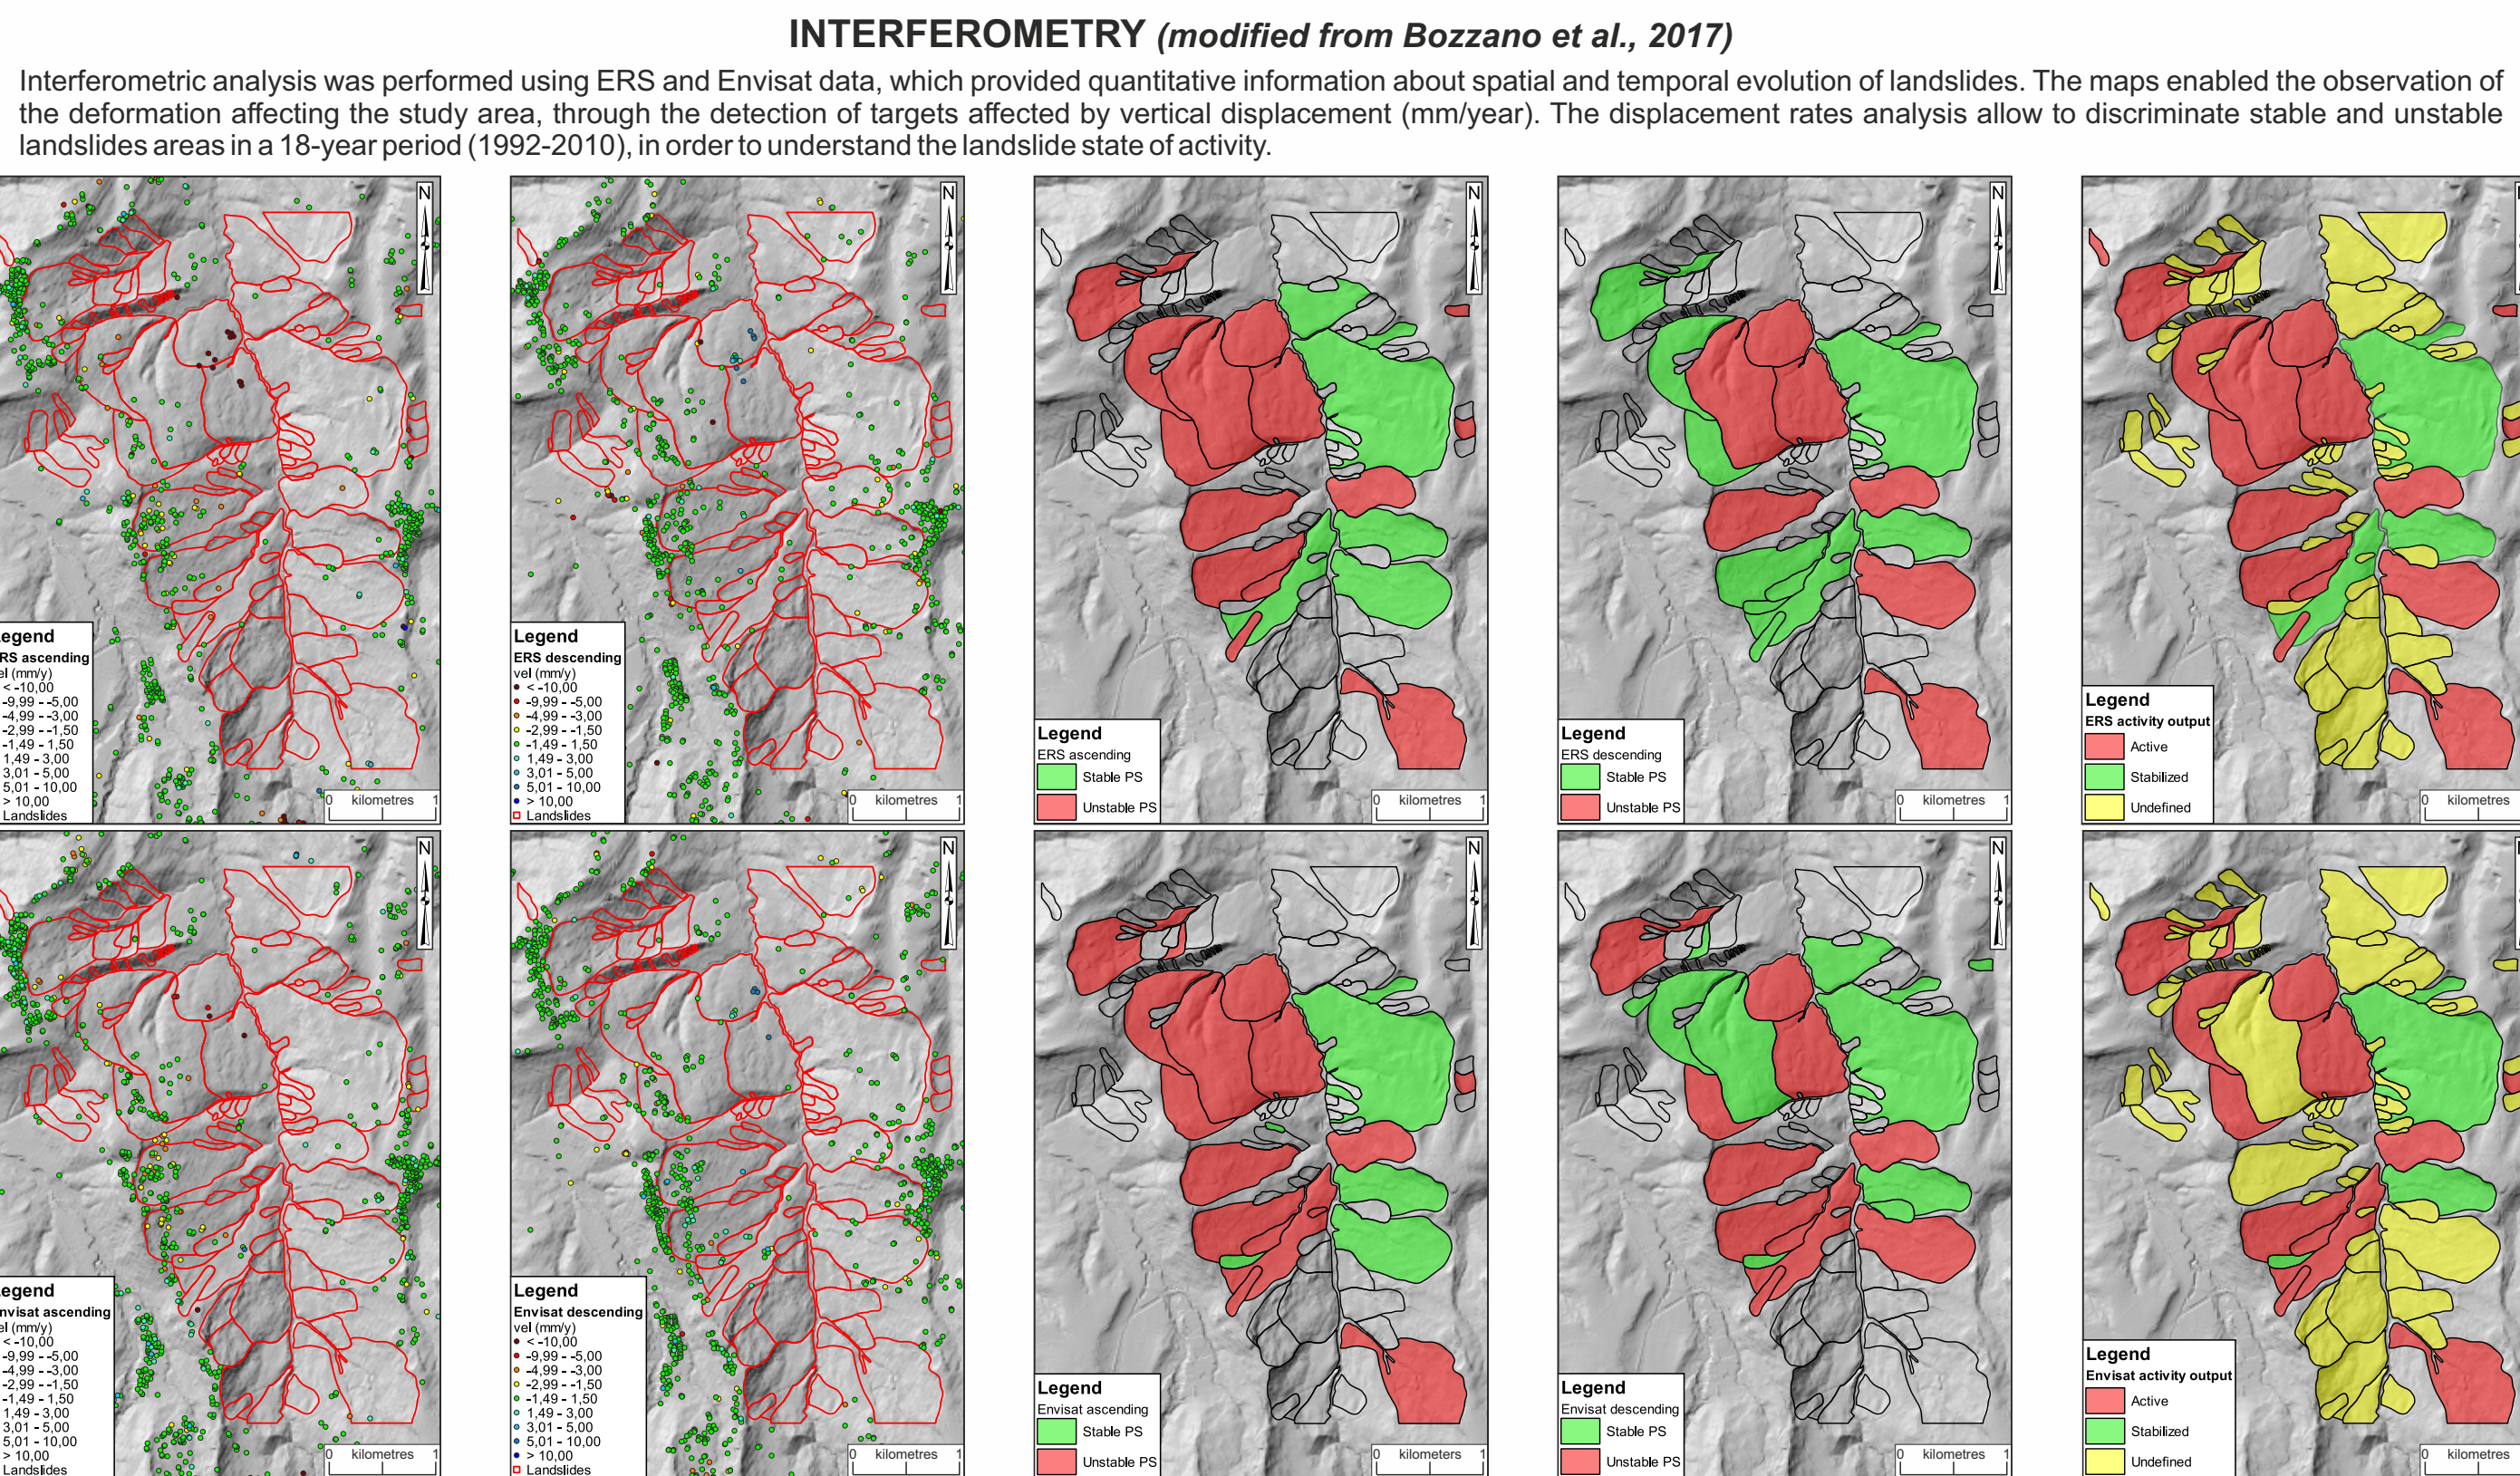 INTERFEROMETRY (modified from Bozzano et al., 2017)
Interferometric analysis was performed using ERS and Envisat data, which provided quantitative information about spatial and temporal evolution of landslides. The maps enabled the observation of
the deformation affecting the study area, through the detection of targets affected by vertical displacement (mm/year). The displacement rates analysis allow to discriminate stable and unstable
landslides areas in a 18-year period (1992-2010), in order to understand the landslide state of activity.
N
egend
RS ascending
el (mm/y)
< -10,00
-9,99 - -5,00
-4,99 - -3,00
-2,99 - -1,50
-1,49 - 1,50
1,49 - 3,00
3,01 - 5,00
5,01 - 10,00
> 10,00
Landslides
0 kilometres 1
N
Legend
ERS descending
vel (mm/y)
< -10,00
-9,99 - -5,00
-4,99 - -3,00
-2,99 - -1,50
-1,49 - 1,50
1,49 - 3,00
3,01 - 5,00
5,01 - 10,00
> 10,00
Landslides
0 kilometres 1
N
Legend
ERS ascending
Stable PS
Unstable PS
0 kilometres 1
N
Legend
ERS descending
Stable PS
Unstable PS
0 kilometres 1
Legend
ERS activity output
Active
Stabilized
Undefined
0 kilometres
N
egend
nvisat ascending
el (mm/y)
< -10,00
-9,99 - -5,00
-4,99 - -3,00
-2,99 - -1,50
-1,49 - 1,50
1,49 - 3,00
3,01 - 5,00
5,01 - 10,00
> 10,00
Landslides
0 kilometres 1
N
Legend
Envisat descending
vel (mm/y)
< -10,00
-9,99 - -5,00
-4,99 - -3,00
-2,99 - -1,50
-1,49 - 1,50
1,49 - 3,00
3,01 - 5,00
5,01 - 10,00
> 10,00
Landslides
0 kilometres 1
N
Legend
Envisat ascending
Stable PS
Unstable PS
0 kilometers 1
N
Legend
Envisat descending
Stable PS
Unstable PS
0 kilometres 1
Legend
Envisat activity output
Active
Stabilized
Undefined
0 kilometres